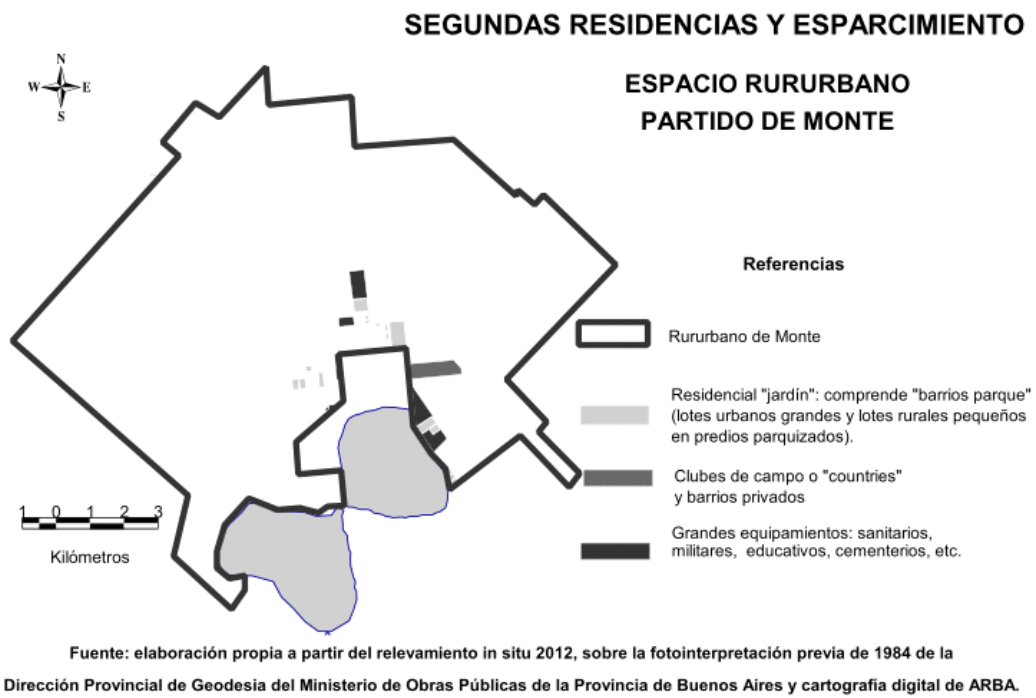 SEGUNDAS RESIDENCIAS Y ESPARCIMIENTO
ESPACIO RURURBANO
PARTIDO DE MONTE
N
W E
S
Referencias
Rururbano de Monte
Residencial "jardín": comprende "barrios parque"
(lotes urbanos grandes y lotes rurales pequeños
en predios parquizados).
Clubes de campo o "countries"
y barrios privados
Grandes equipamientos: sanitarios,
militares, educativos, cementerios, etc.
1 0 1 2 3
Kilómetros
Fuente: elaboración propia a partir del relevamiento in situ 2012, sobre la fotointerpretación previa de 1984 de la
Dirección Provincial de Geodesia del Ministerio de Obras Públicas de la Provincia de Buenos Aires y cartografía digital de ARBA.